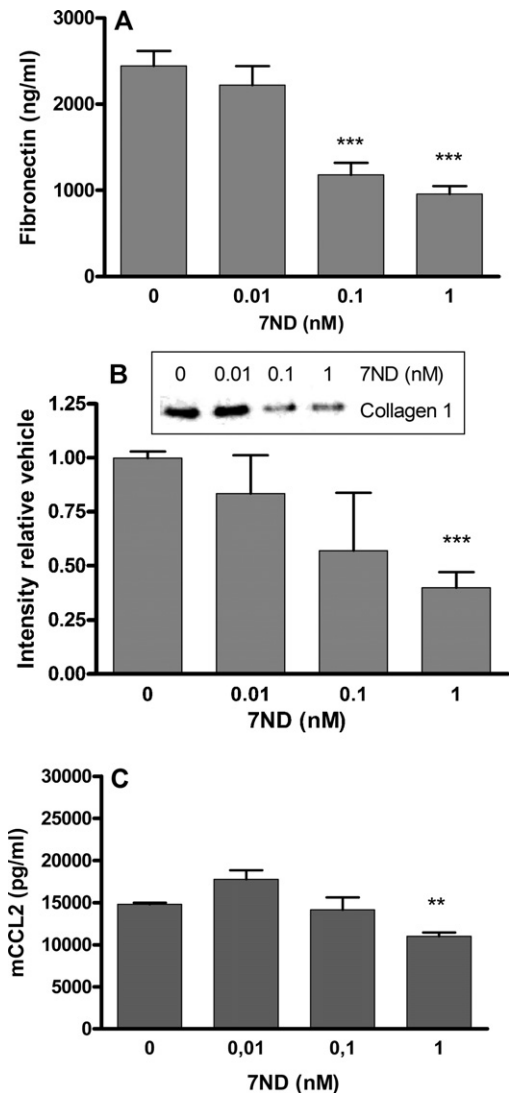 A
Fibronectin (ng/ml)
3000
2000
1000
0
***
***
0 0.01 0.1 1
7ND (nM)
B
0 0.01 0.1 1 7ND (nM)
Collagen 1
Intensity relative vehicle
1.25
1.00
0.75
0.50
0.25
0.00
***
0 0.01 0.1 1
7ND (nM)
C
mCCL2 (pg/ml)
30000
25000
20000
15000
10000
5000
0
**
0 0,01 0,1 1
7ND (nM)